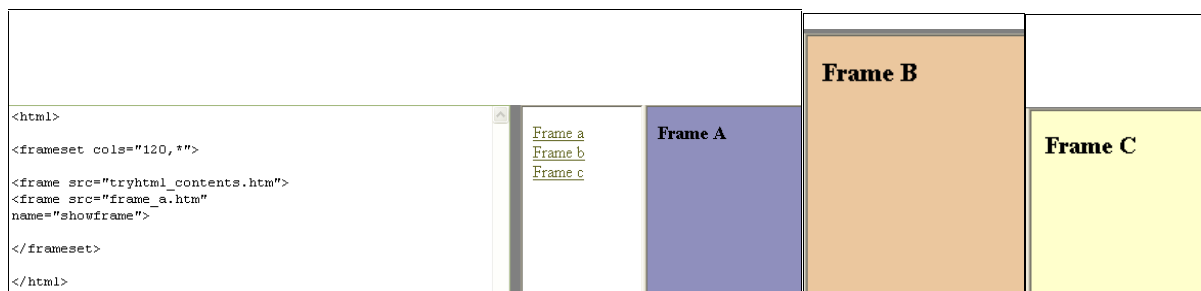 <html>
<frameset cols="120,*">
<frame src="tryhtml_contents.htm">
<frame src="frame_a.htm"
name="showframe">
</frameset>
</html>
Frame a
Frame b
Frame c
Frame A
Frame B
Frame C